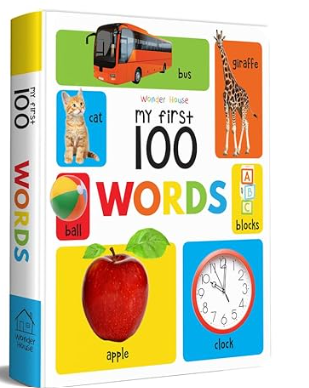 my first
100
WORDS
Wonder House
bus
giraffe
cat
Wonder House
my first
100
WORDS
ball
A
B
C
blocks
apple
clock